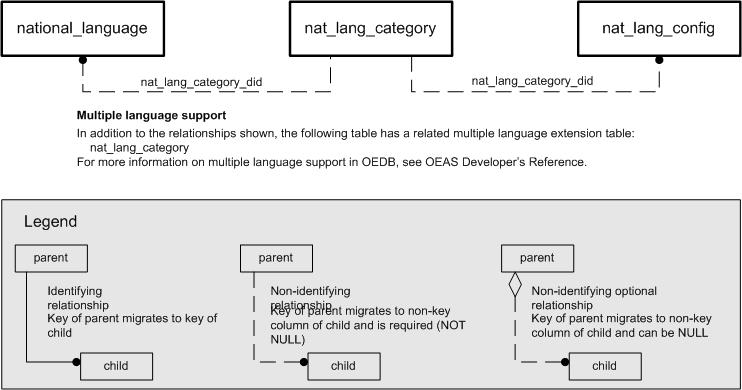 national_language
nat_lang_category
nat_lang_config
nat_lang_category_did
nat_lang_category_did
Multiple language support
In addition to the relationships shown, the following table has a related multiple language extension table:
nat_lang_category
For more information on multiple language support in OEDB, see OEAS Developer's Reference.
Legend
parent
Identifying
relationship
Key of parent migrates to key of
child
child
parent
Non-identifying
relationship
Key of parent migrates to non-key
column of child and is required (NOT
NULL)
child
parent
Non-identifying optional
relationship
Key of parent migrates to non-key
column of child and can be NULL
child